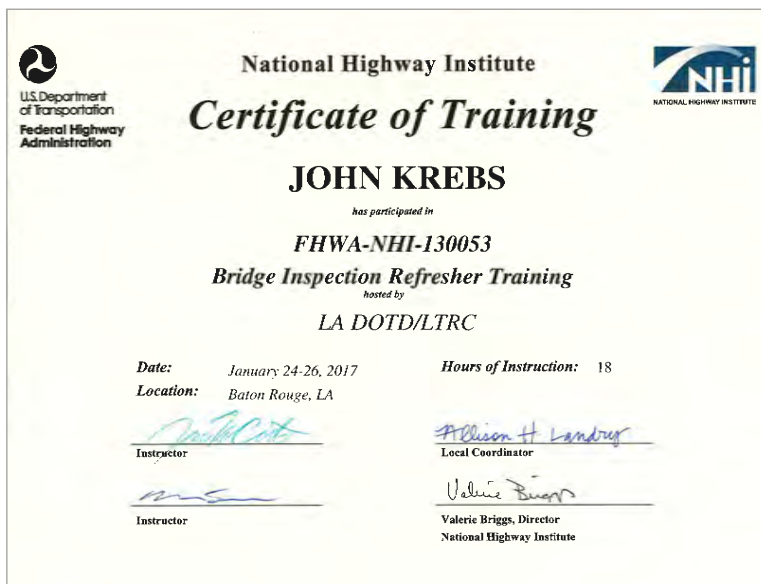 U.S. Department
of Transportation
Federal Highway
Administration
National Highway Institute
Certificate of Training
NHI
NATIONAL HIGHWAY INSTITUTE
JOHN KREBS
has participated in
FHWA-NHI-130053
Bridge Inspection Refresher Training
hosted by
LA DOTD/LTRC
Date: January 24-26, 2017
Hours of Instruction: 18
Location: Baton Rouge, LA
Instructor
Allison H Landry
Local Coordinator
Instructor
Valerie Briggs
Valerie Briggs, Director
National Highway Institute